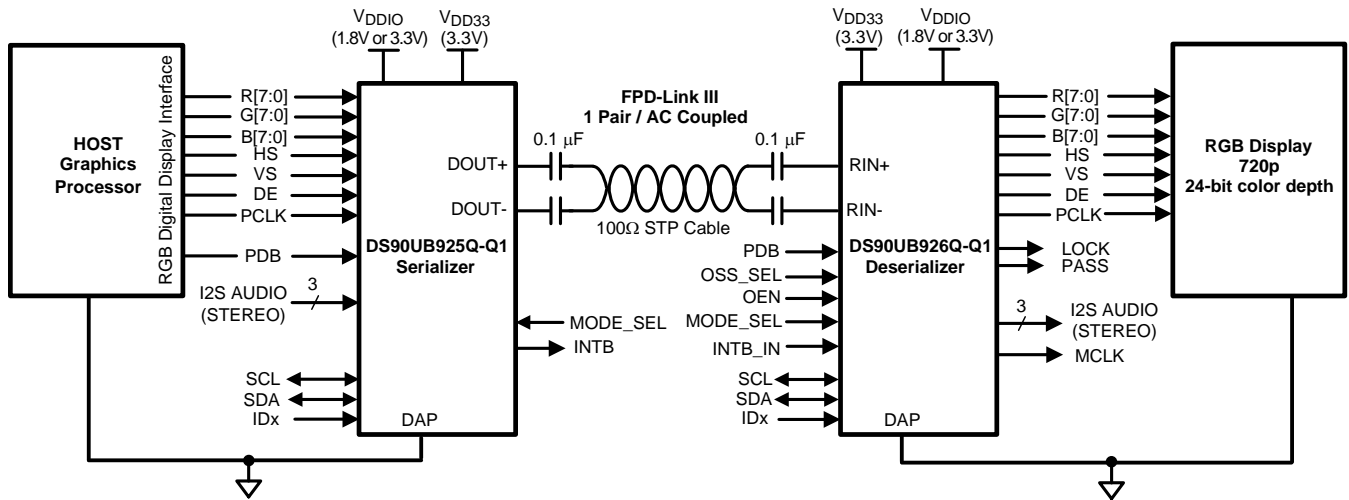 VDDIO
(1.8V or 3.3V)
VDD33
(3.3V)
VDD33
(3.3V)
VDDIO
(1.8V or 3.3V)
HOST
Graphics
Processor
RGB Digital Display Interface
R[7:0]
G[7:0]
B[7:0]
HS
VS
DE
PCLK
PDB
3
I2S AUDIO
(STEREO)
SCL
SDA
IDx
DOUT+
DOUT-
DS90UB925Q-Q1
Serializer
DAP
MODE_SEL
INTB
FPD-Link III
1 Pair / AC Coupled
0.1 μF
0.1 μF
100Ω STP Cable
PDB
OSS_SEL
OEN
MODE_SEL
INTB_IN
SCL
SDA
IDx
RIN+
RIN-
DS90UB926Q-Q1
Deserializer
DAP
R[7:0]
G[7:0]
B[7:0]
HS
VS
DE
PCLK
LOCK
PASS
3
I2S AUDIO
(STEREO)
MCLK
RGB Display
720p
24-bit color depth